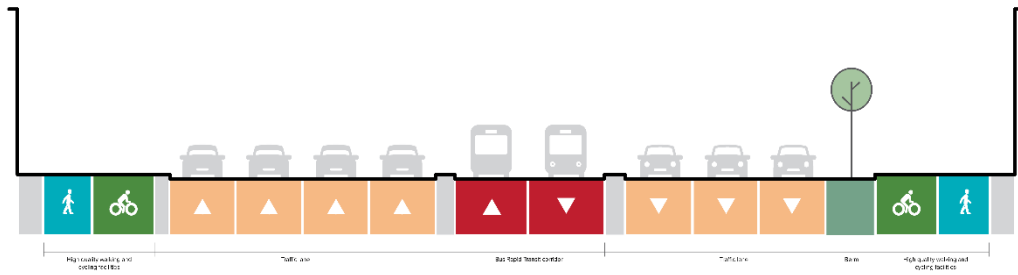 High quality walking and
cycling facilities
Traffic lane
Bus Rapid Transit corridor
Traffic lane
High quality walking and
cycling facilities